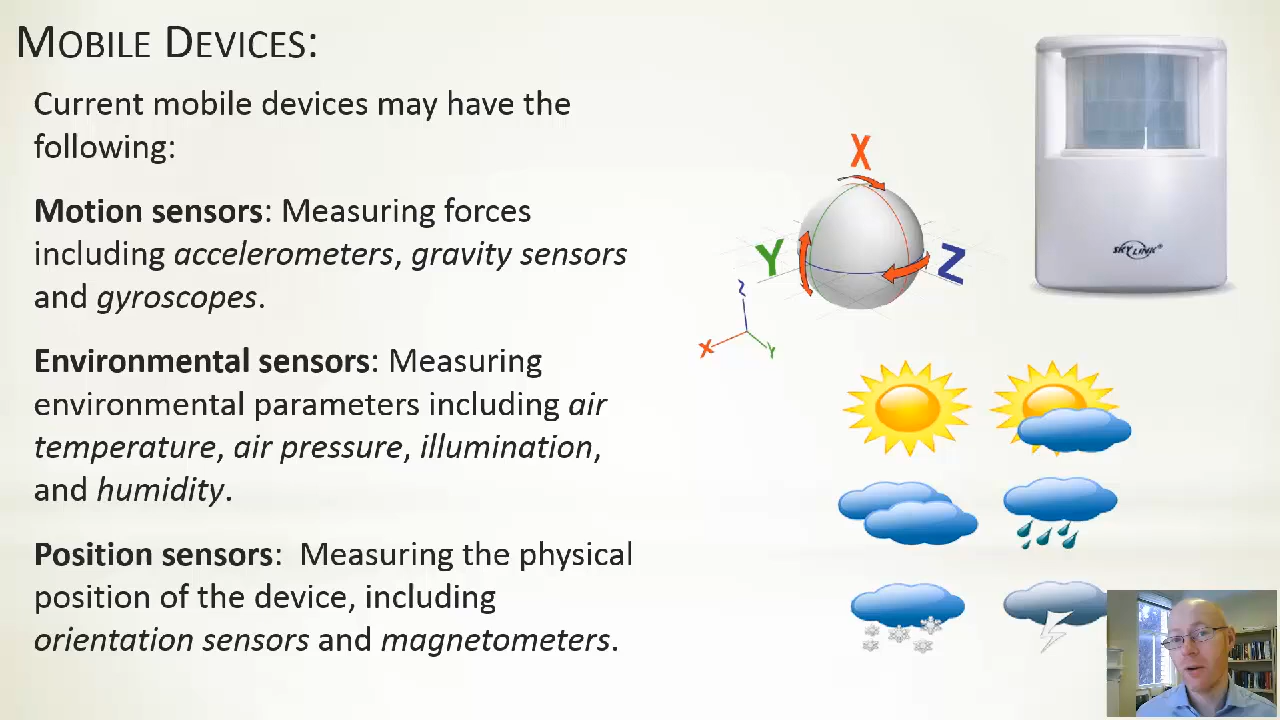 MOBILE DEVICES:
Current mobile devices may have the
following:
Motion sensors: Measuring forces
including accelerometers, gravity sensors
and gyroscopes.
Environmental sensors: Measuring
environmental parameters including air
temperature, air pressure, illumination,
and humidity.
Position sensors:  Measuring the physical
position of the device, including
orientation sensors and magnetometers.
X
Y
Z
Z
X
Y
SKYLINK®